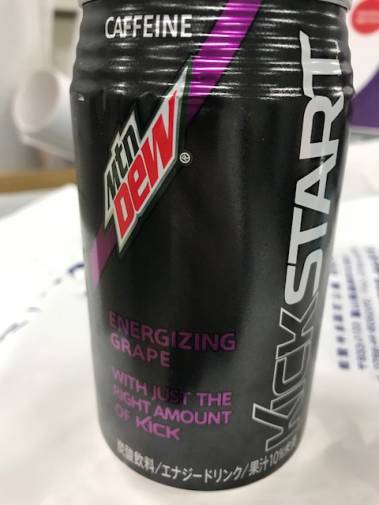 CAFFEINE
Mtn
DEW®
KICKSTART
ENERGIZING
GRAPE
WITH JUST THE
RIGHT AMOUNT
OF KICK
炭酸飲料/エナジードリンク/果汁10%未満